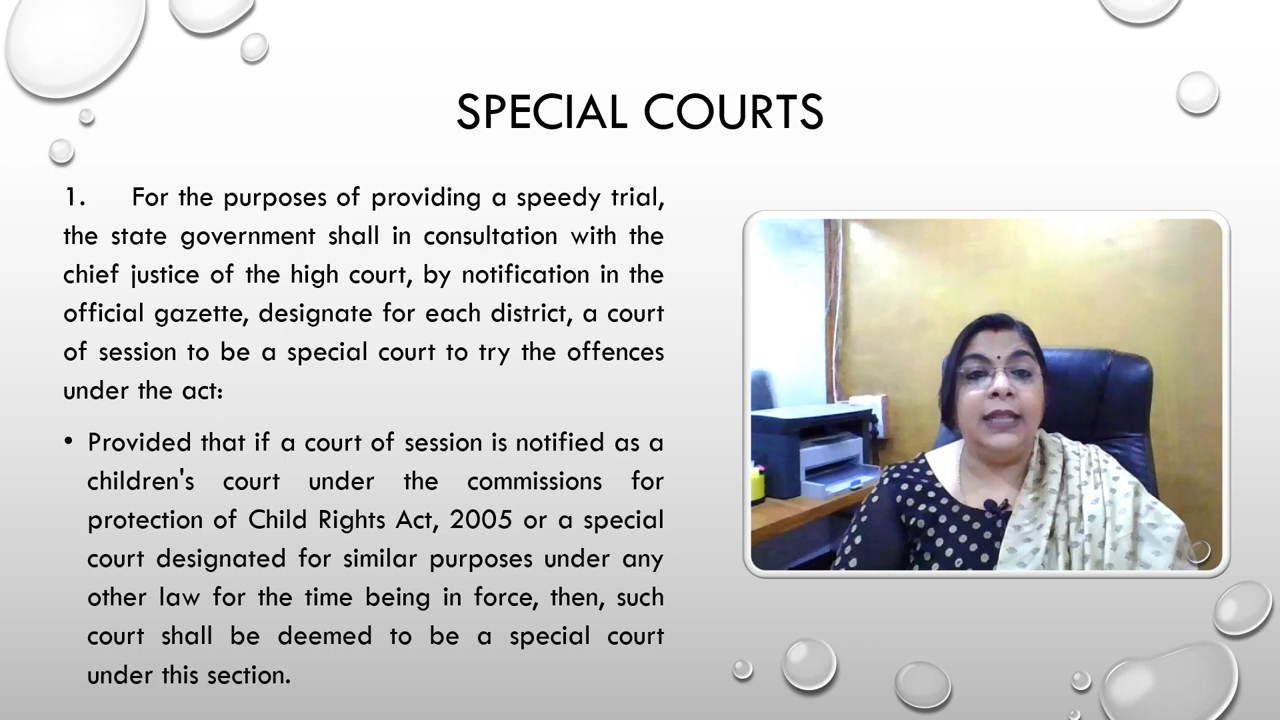 SPECIAL COURTS
1. For the purposes of providing a speedy trial,
the state government shall in consultation with the
chief justice of the high court, by notification in the
official gazette, designate for each district, a court
of session to be a special court to try the offences
under the act:
• Provided that if a court of session is notified as a
children's court under the commissions for
protection of Child Rights Act, 2005 or a special
court designated for similar purposes under any
other law for the time being in force, then, such
court shall be deemed to be a special court
under this section.